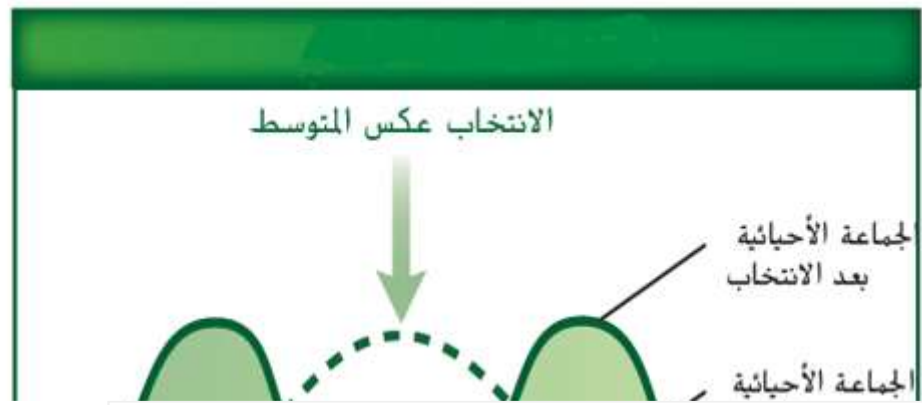 الانتخاب عكس المتوسط
الجماعة الأحيائية
بعد الانتخاب
الجماعة الأحيائية